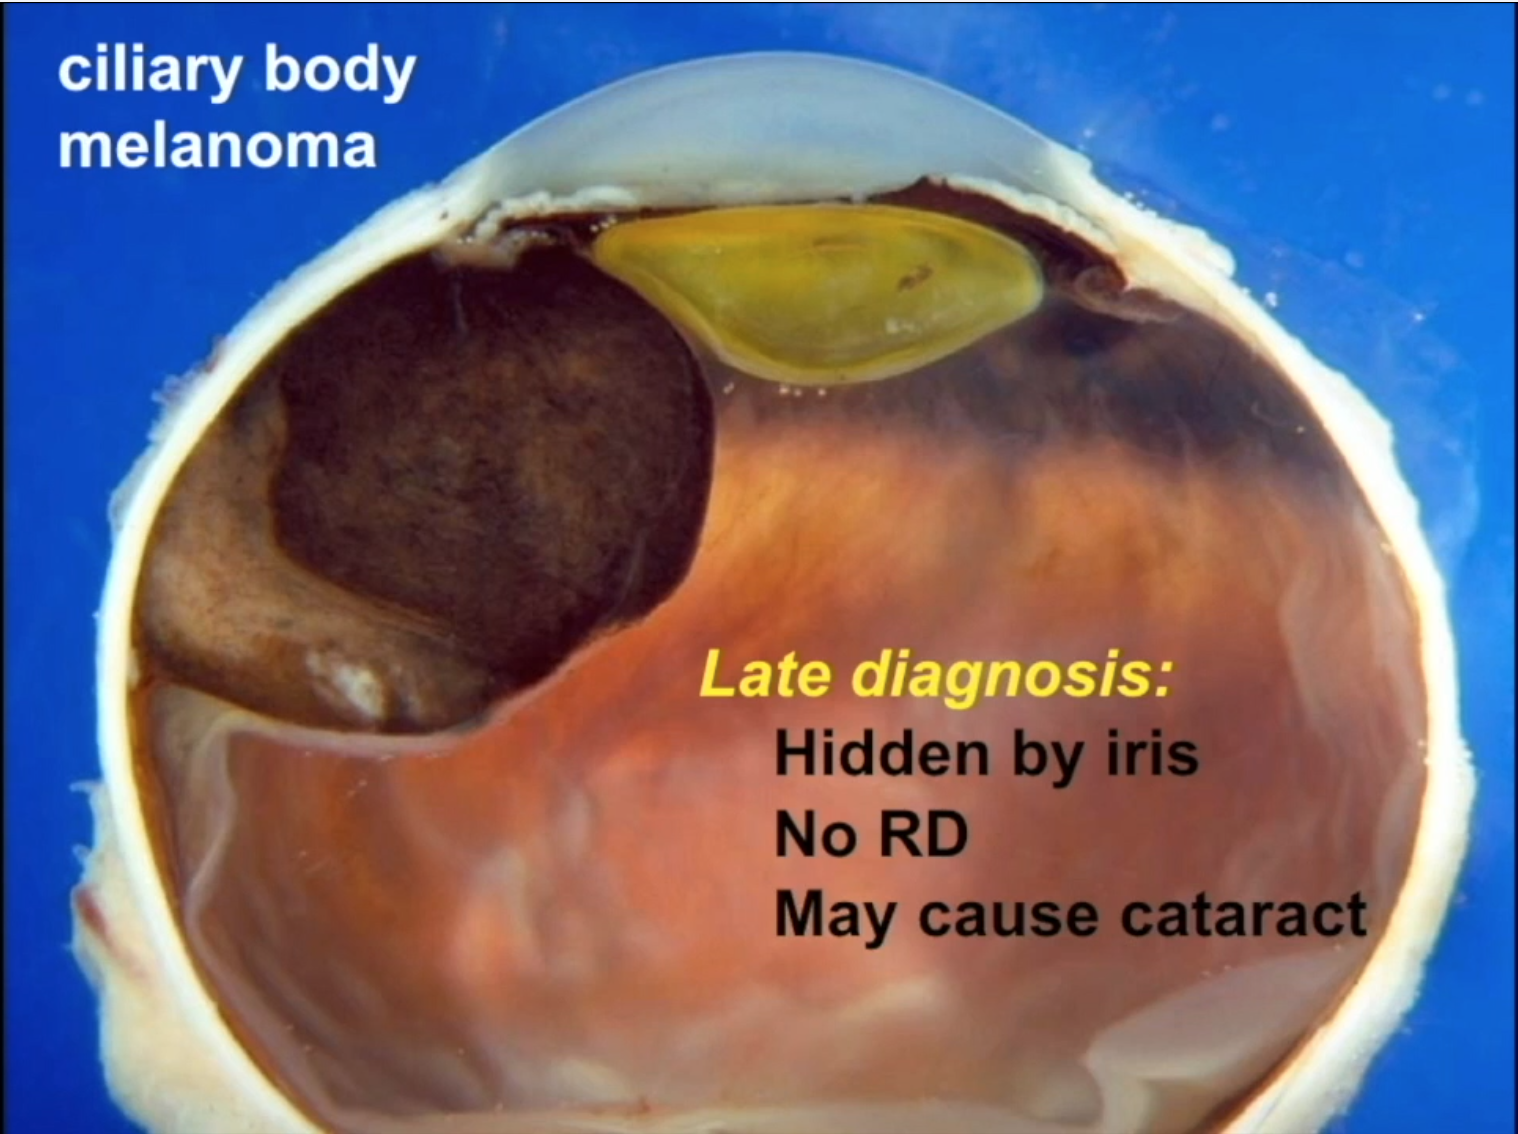 ciliary body
melanoma
Late diagnosis:
Hidden by iris
No RD
May cause cataract